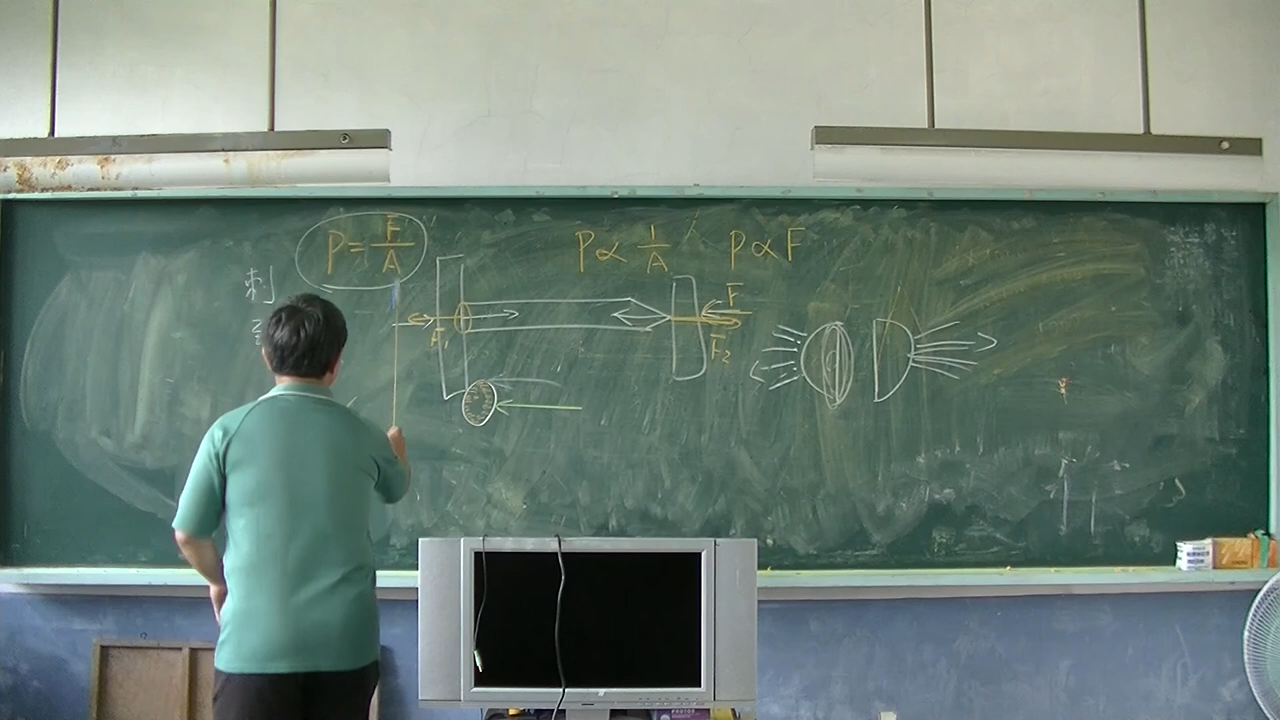 P = F/A
P ∝ 1/A
P ∝ F
刺
F₁
F
F₂